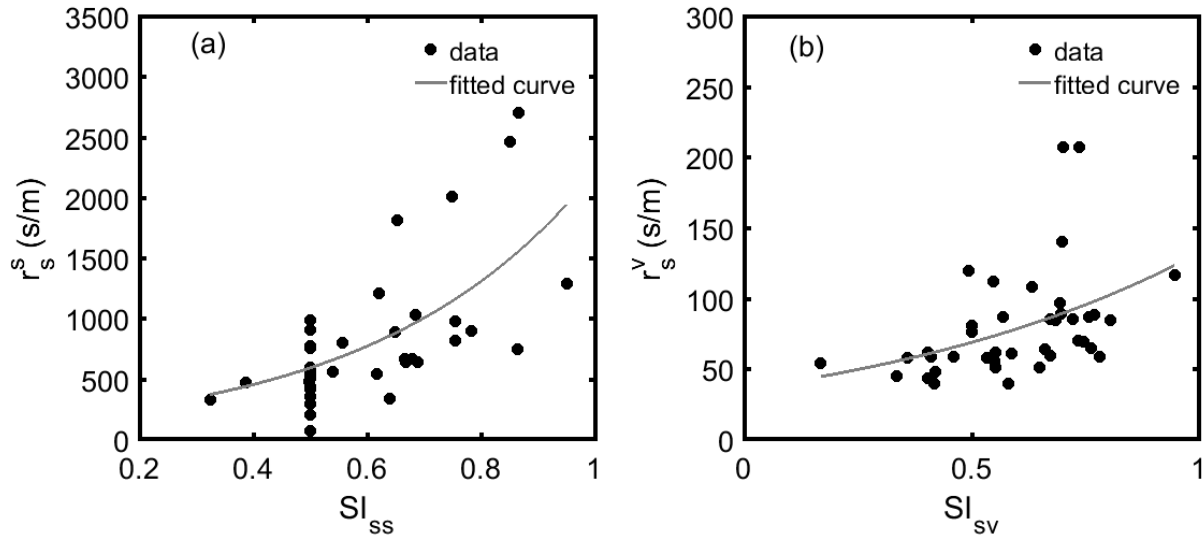 (a)
data
fitted curve
3500
3000
2500
2000
1500
1000
500
0
r_s^s (s/m)
0.2
0.4
0.6
0.8
1
SI_ss
(b)
data
fitted curve
300
250
200
150
100
50
0
r_s^v (s/m)
0
0.5
1
SI_sv